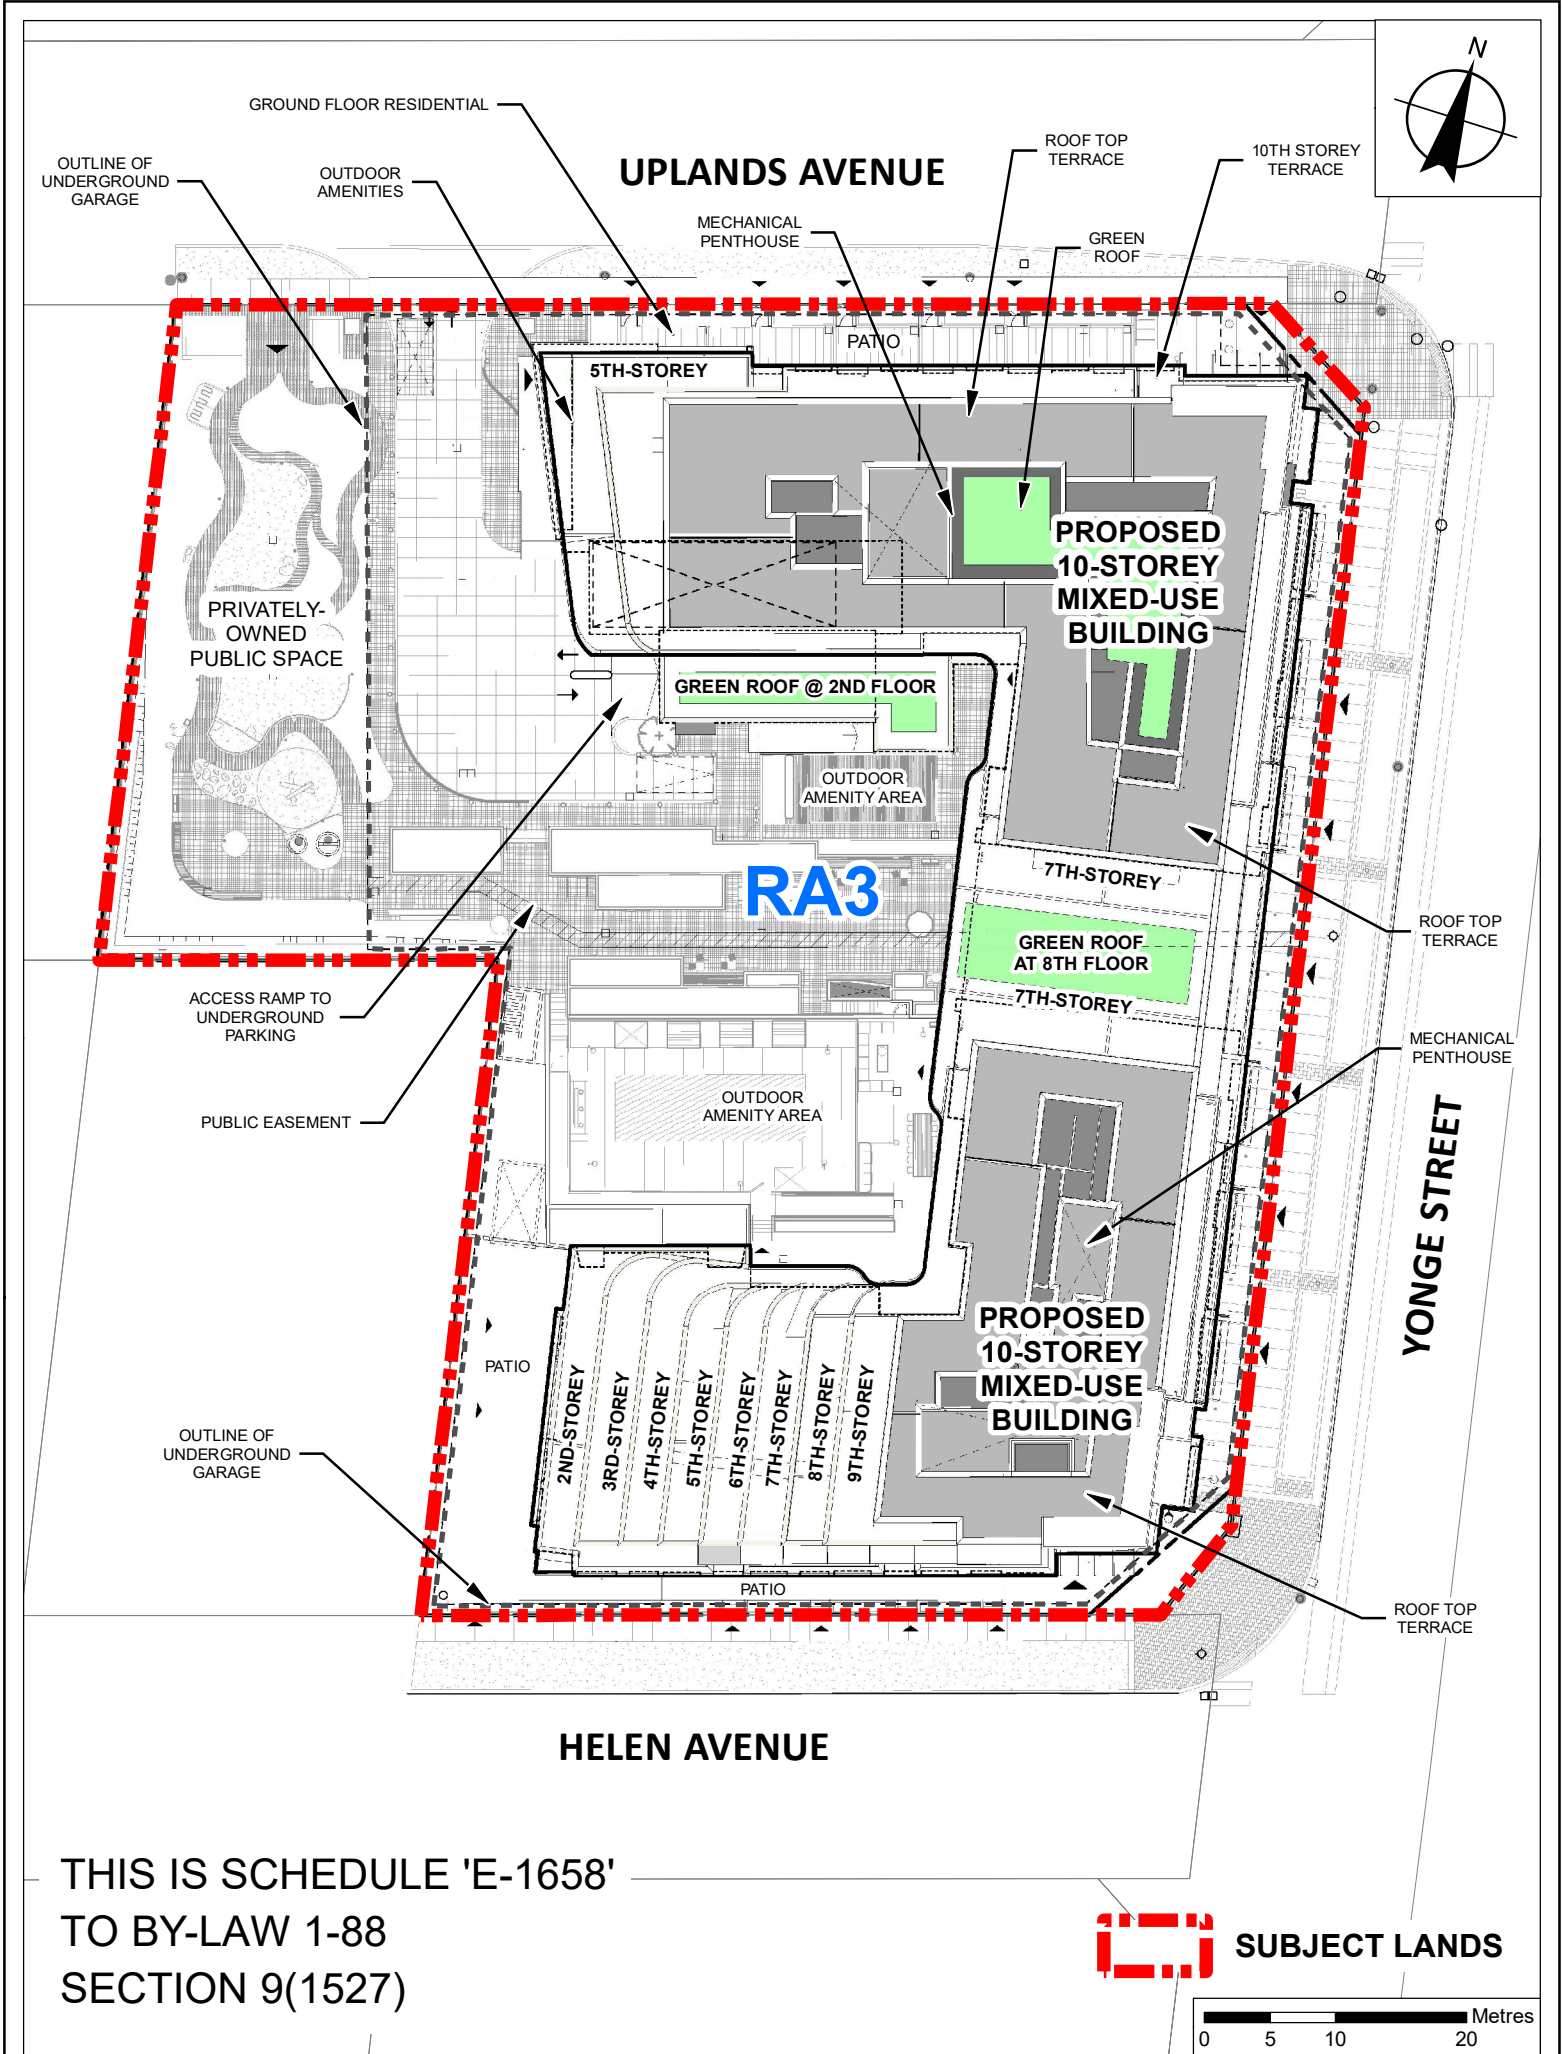 N
GROUND FLOOR RESIDENTIAL
OUTLINE OF
UNDERGROUND
GARAGE
OUTDOOR
AMENITIES
UPLANDS AVENUE
ROOF TOP
TERRACE
10TH STOREY
TERRACE
MECHANICAL
PENTHOUSE
GREEN
ROOF
PATIO
5TH-STOREY
PROPOSED
10-STOREY
MIXED-USE
BUILDING
PRIVATELY-
OWNED
PUBLIC SPACE
GREEN ROOF @ 2ND FLOOR
OUTDOOR
AMENITY AREA
RA3
7TH-STOREY
GREEN ROOF
AT 8TH FLOOR
7TH-STOREY
ROOF TOP
TERRACE
ACCESS RAMP TO
UNDERGROUND
PARKING
MECHANICAL
PENTHOUSE
PUBLIC EASEMENT
OUTDOOR
AMENITY AREA
YONGE STREET
PROPOSED
10-STOREY
MIXED-USE
BUILDING
PATIO
2ND-STOREY
3RD-STOREY
4TH-STOREY
5TH-STOREY
6TH-STOREY
7TH-STOREY
8TH-STOREY
9TH-STOREY
OUTLINE OF
UNDERGROUND
GARAGE
PATIO
ROOF TOP
TERRACE
HELEN AVENUE
THIS IS SCHEDULE 'E-1658'
TO BY-LAW 1-88
SECTION 9(1527)
SUBJECT LANDS
Metres
0 5 10 20